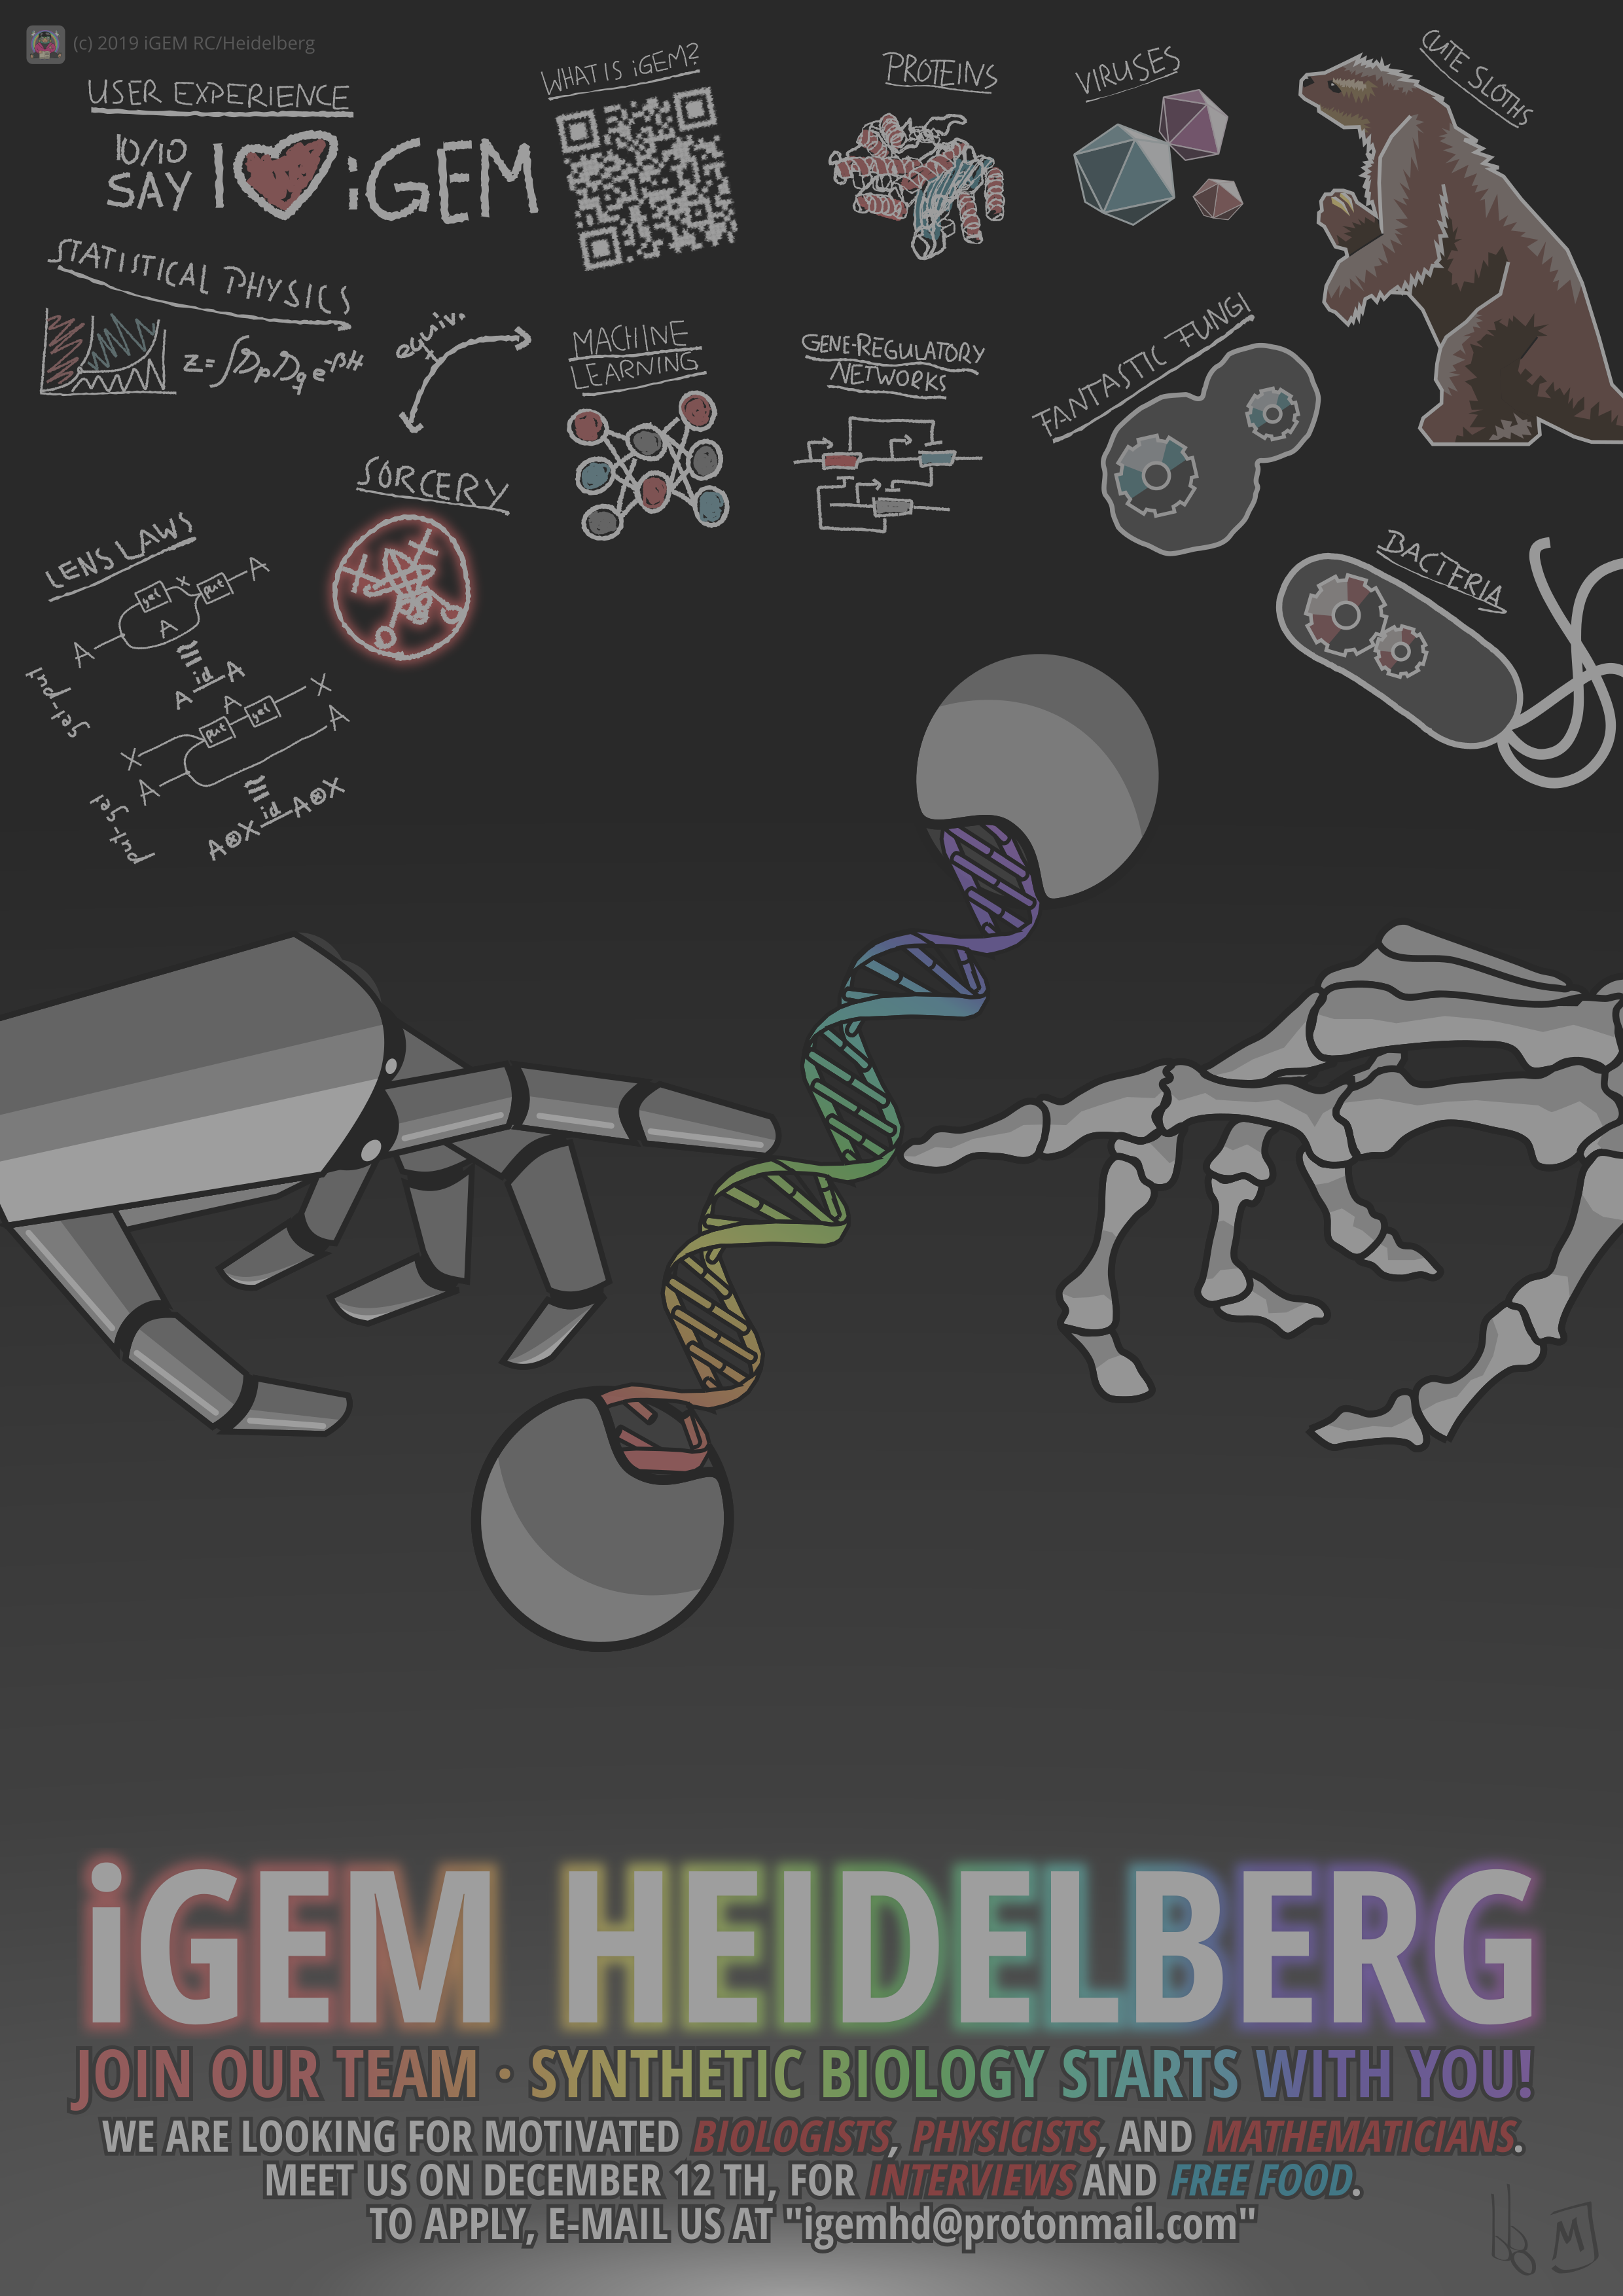 (c) 2019 iGEM RC/Heidelberg
USER EXPERIENCE
10/10
SAY
I
iGEM
WHAT IS iGEM?
PROTEINS
VIRUSES
CUTE SLOTHS
STATISTICAL PHYSICS
equiv.
MACHINE
LEARNING
GENE-REGULATORY
NETWORKS
FANTASTIC FUNGI
SORCERY
BACTERIA
LENS LAWS
A get x put A
A
≅
A id A
X
A put A get X
A
≅
A⊗X id A⊗X
iGEM HEIDELBERG
JOIN OUR TEAM · SYNTHETIC BIOLOGY STARTS WITH YOU!
WE ARE LOOKING FOR MOTIVATED BIOLOGISTS, PHYSICISTS, AND MATHEMATICIANS.
MEET US ON DECEMBER 12 TH, FOR INTERVIEWS AND FREE FOOD.
TO APPLY, E-MAIL US AT "igemhd@protonmail.com"